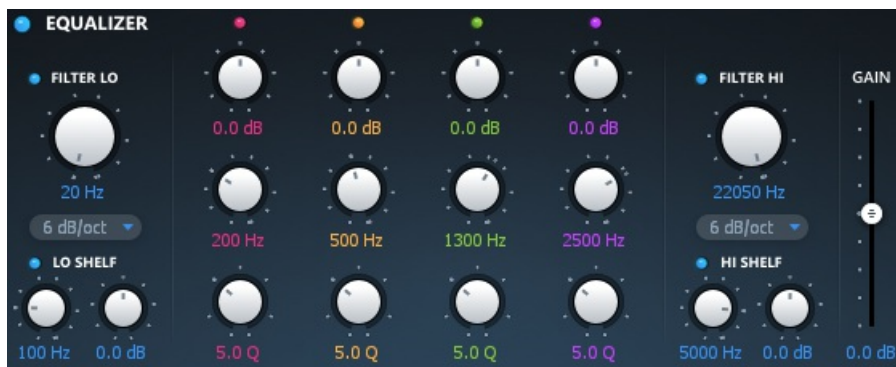 EQUALIZER
FILTER LO
20 Hz
6 dB/oct
LO SHELF
100 Hz 0.0 dB
0.0 dB 0.0 dB 0.0 dB 0.0 dB
200 Hz 500 Hz 1300 Hz 2500 Hz
5.0 Q 5.0 Q 5.0 Q 5.0 Q
FILTER HI
22050 Hz
6 dB/oct
HI SHELF
5000 Hz 0.0 dB
GAIN
0.0 dB